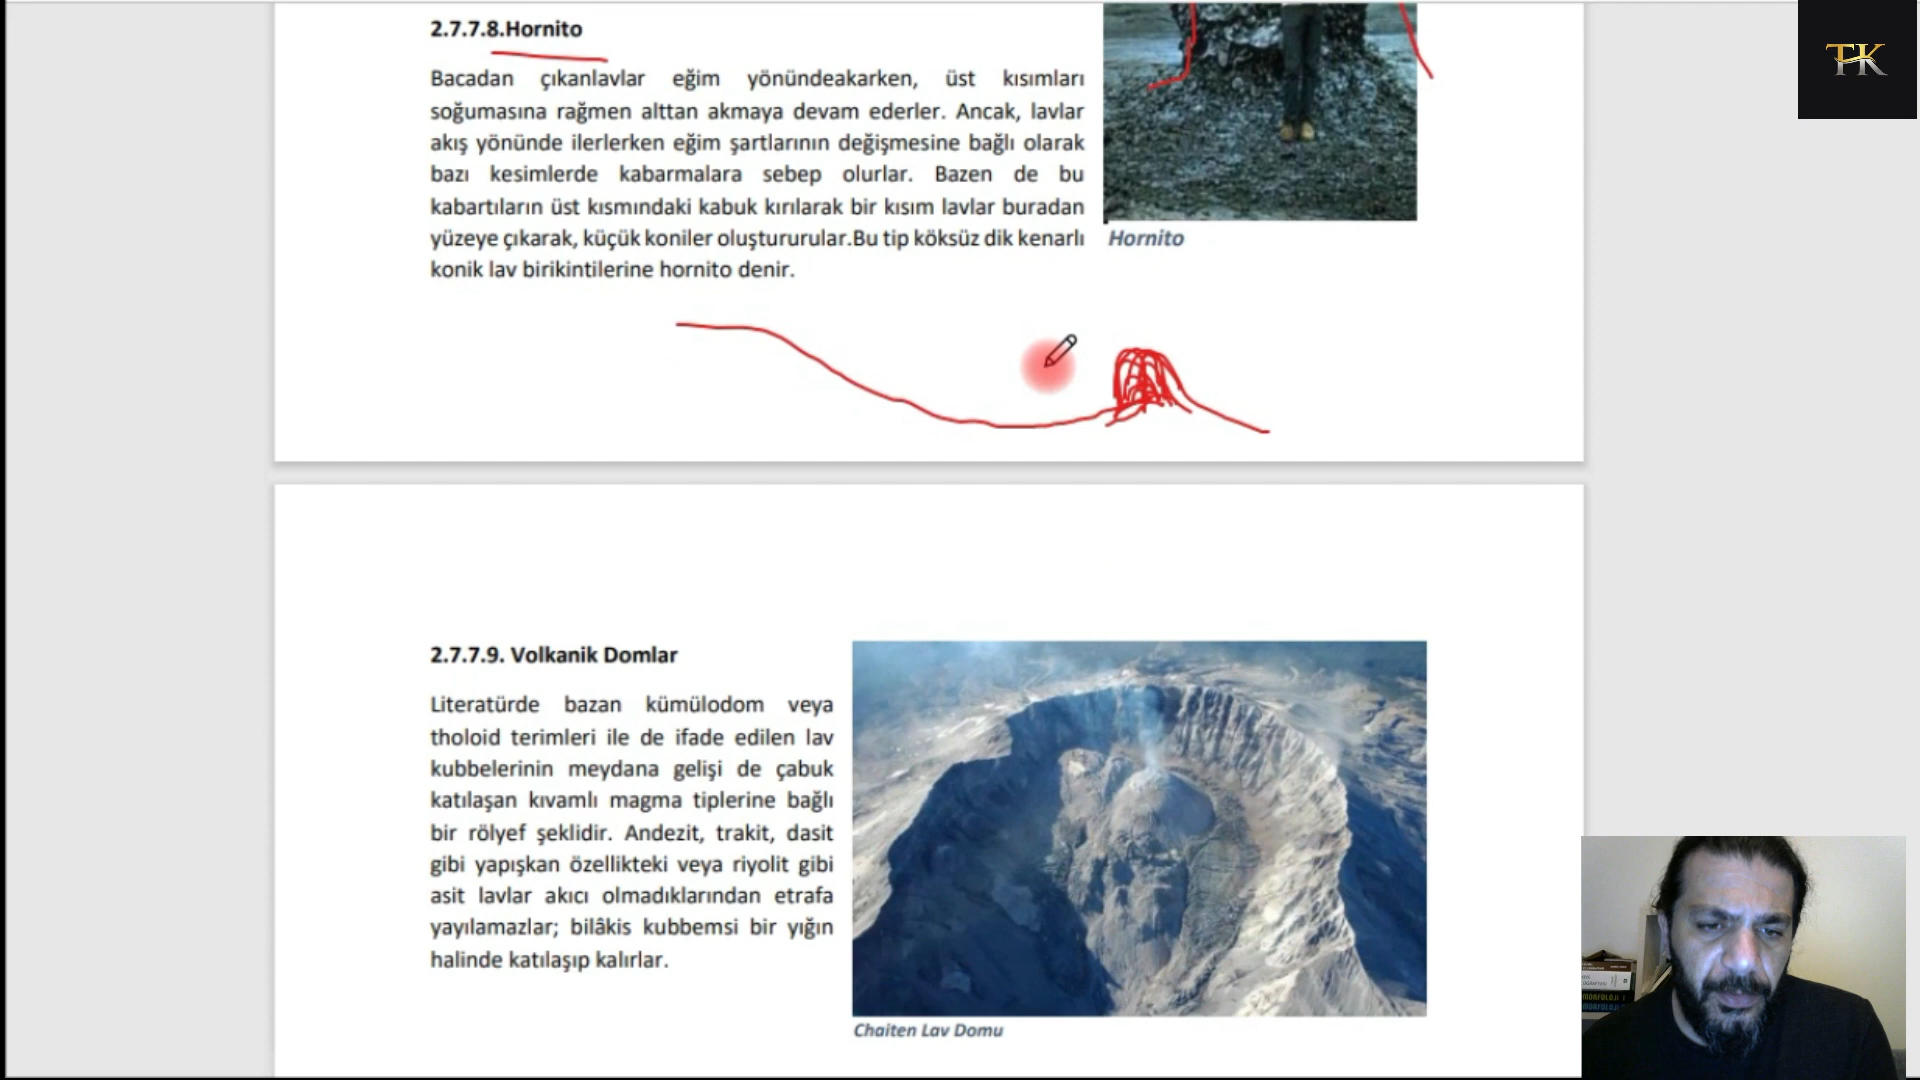 2.7.7.8.Hornito
Bacadan çıkanlavlar eğim yönündeakarken, üst kısımları
soğumasına rağmen alttan akmaya devam ederler. Ancak, lavlar
akış yönünde ilerlerken eğim şartlarının değişmesine bağlı olarak
bazı kesimlerde kabarmalara sebep olurlar. Bazen de bu
kabartıların üst kısmındaki kabuk kırılarak bir kısım lavlar buradan
yüzeye çıkarak, küçük koniler oluştururular.Bu tip köksüz dik kenarlı
konik lav birikintilerine hornito denir.
Hornito
TK
2.7.7.9. Volkanik Domlar
Literatürde bazan kümülodom veya
tholoid terimleri ile de ifade edilen lav
kubbelerinin meydana gelişi de çabuk
katılaşan kıvamlı magma tiplerine bağlı
bir rölyef şeklidir. Andezit, trakit, dasit
gibi yapışkan özellikteki veya riyolit gibi
asit lavlar akıcı olmadıklarından etrafa
yayılamazlar; bilâkis kubbemsi bir yığın
halinde katılaşıp kalırlar.
Chaiten Lav Domu